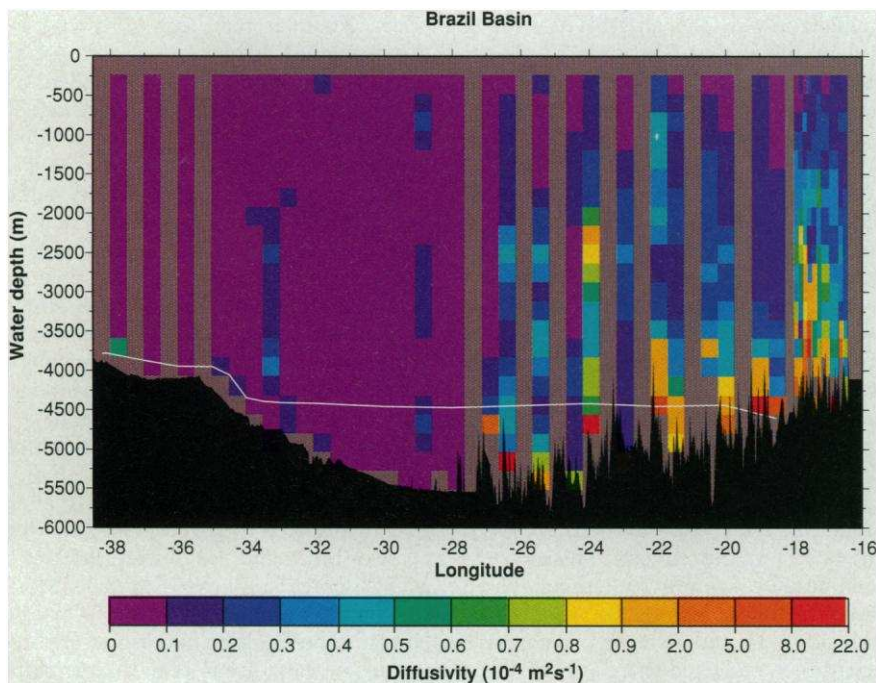 Brazil Basin
Water depth (m)
0
-500
-1000
-1500
-2000
-2500
-3000
-3500
-4000
-4500
-5000
-5500
-6000
-38 -36 -34 -32 -30 -28 -26 -24 -22 -20 -18 -16
Longitude
0 0.1 0.2 0.3 0.4 0.5 0.6 0.7 0.8 0.9 2.0 5.0 8.0 22.0
Diffusivity (10⁻⁴ m²s⁻¹)